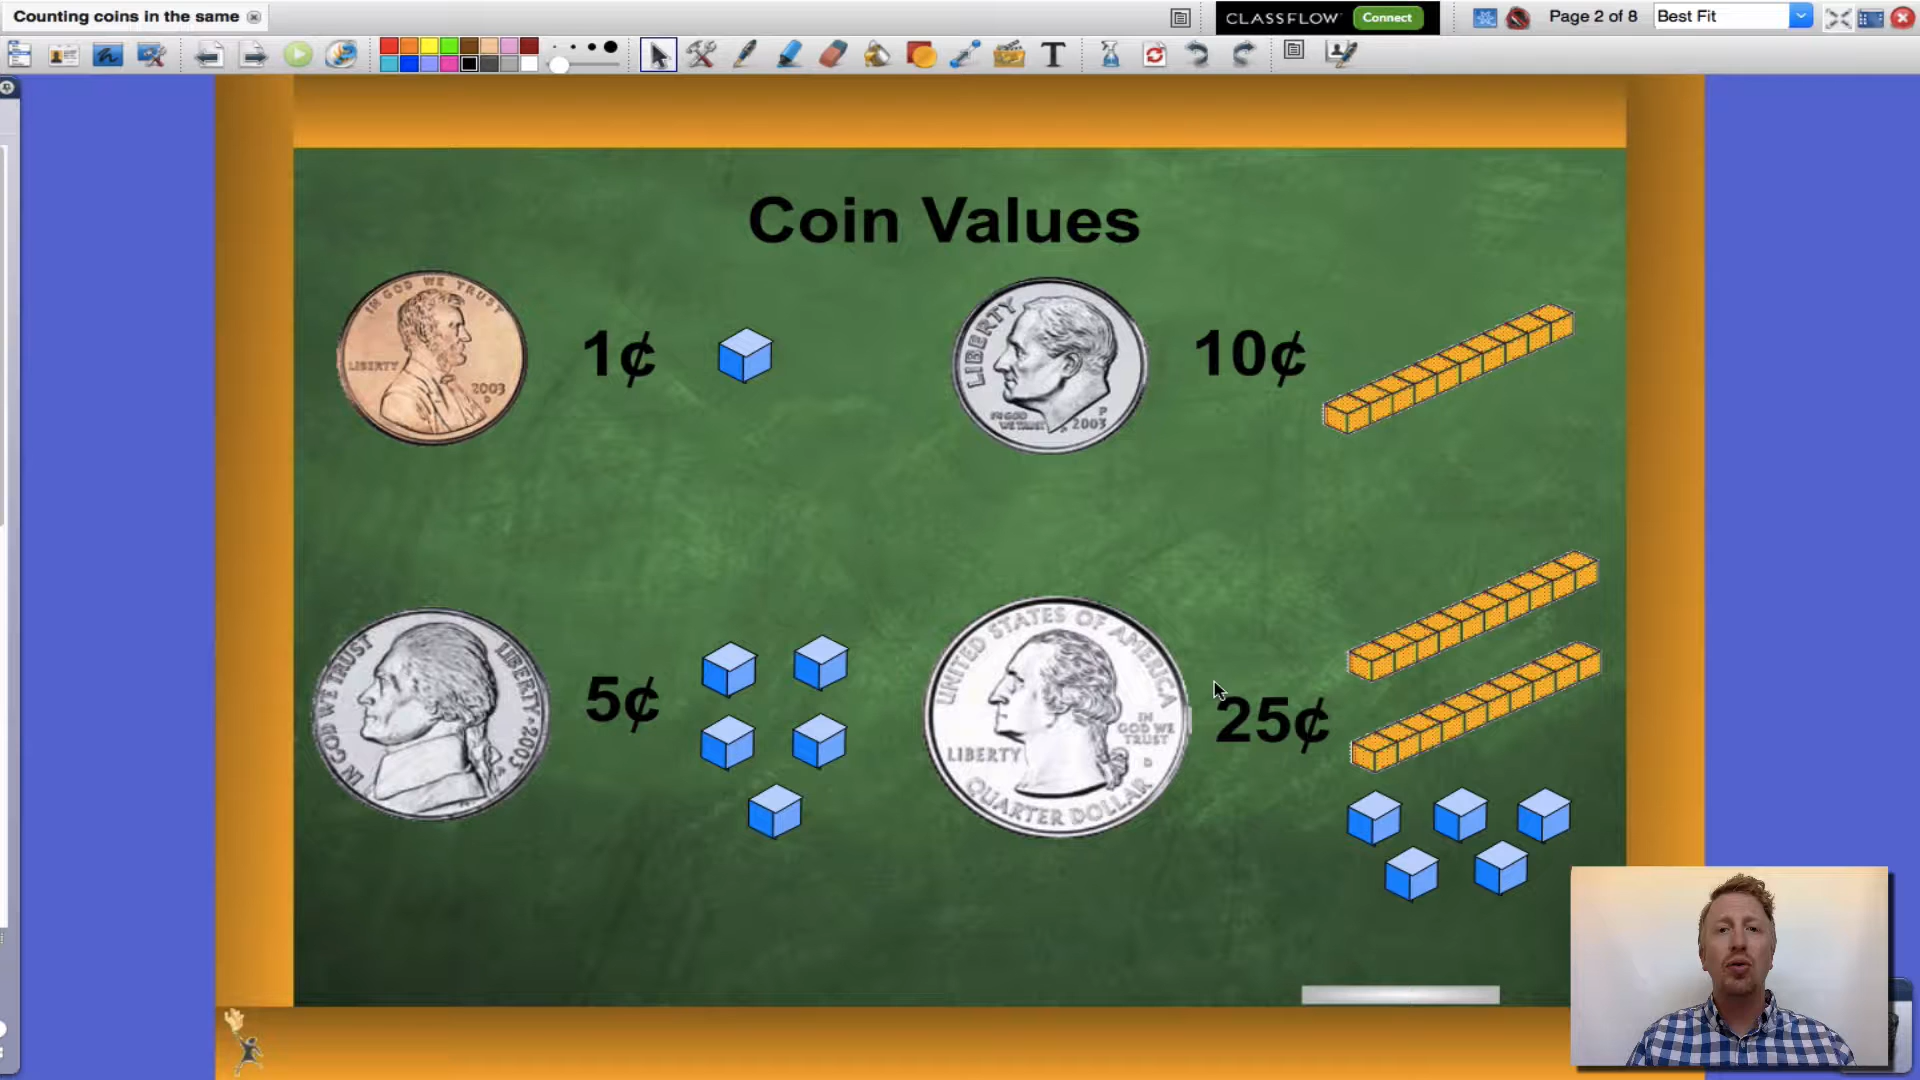 Counting coins in the same
CLASSFLOW Connect
Page 2 of 8
Best Fit
T
Coin Values
IN GOD WE TRUST
LIBERTY
2003
D
1¢
LIBERTY
IN GOD
WE TRUST
P
2003
10¢
IN GOD WE TRUST
LIBERTY · 2003
5¢
UNITED STATES OF AMERICA
IN
GOD WE
TRUST
LIBERTY
D
QUARTER DOLLAR
25¢